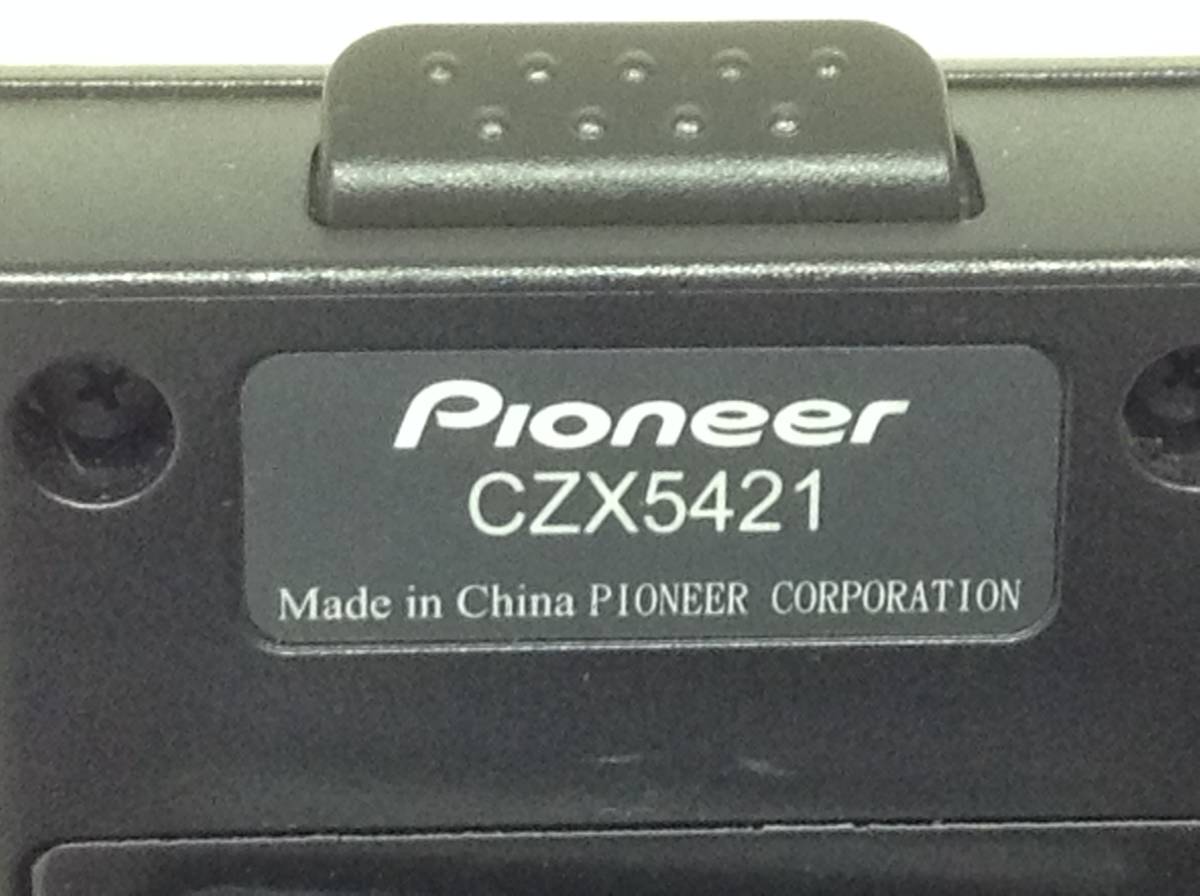 Pioneer
CZX5421
Made in China PIONEER CORPORATION